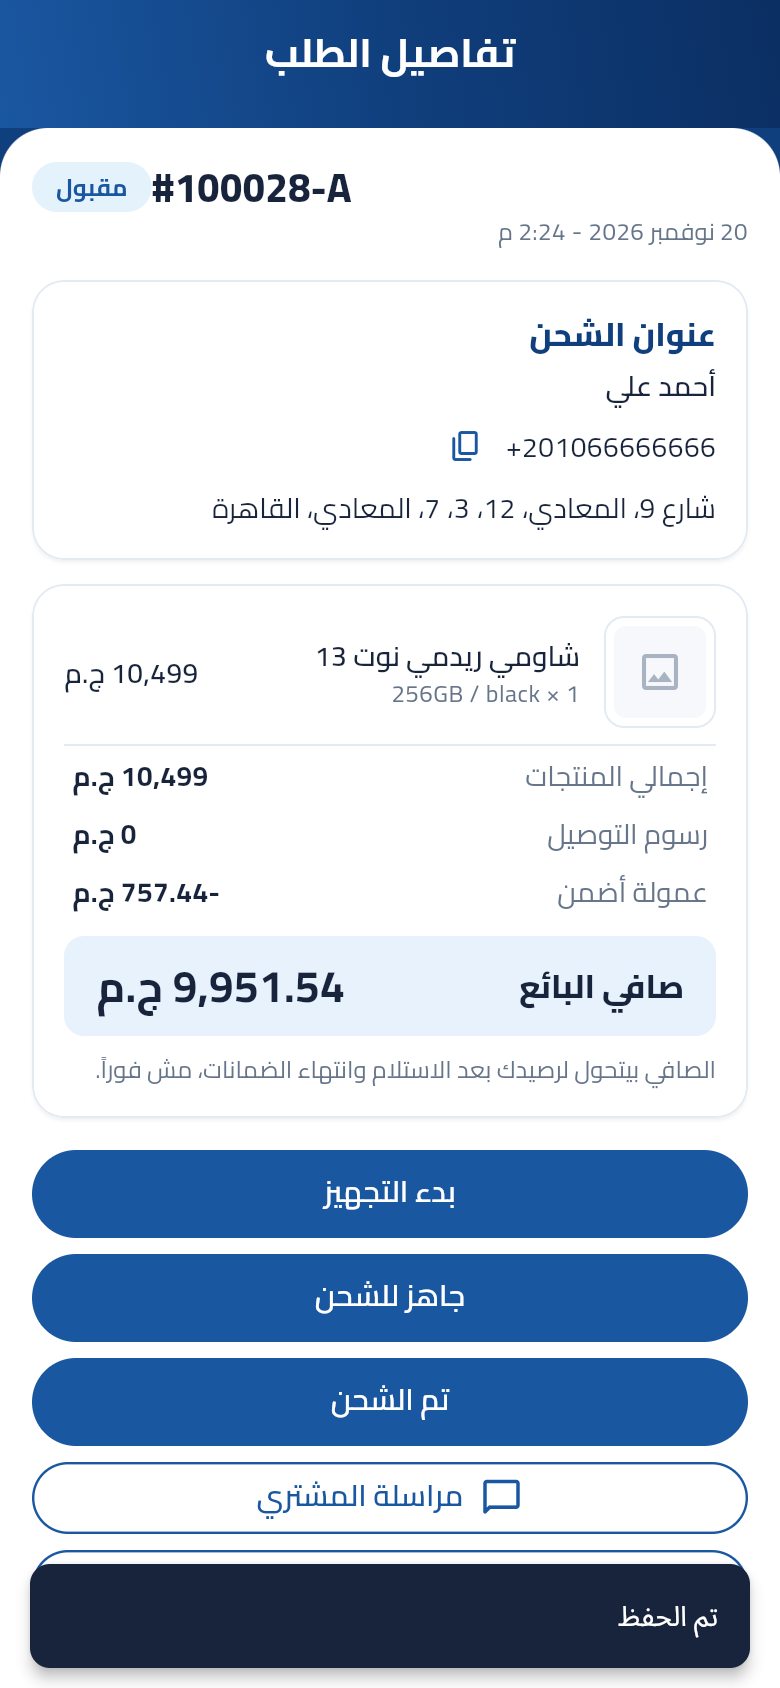 تفاصيل الطلب
#100028-A
مقبول
20 نوفمبر 2026 - 2:24 م
عنوان الشحن
أحمد علي
+201066666666
شارع 9، المعادي، 12، 3، 7، المعادي، القاهرة
شاومي ريدمي نوت 13
10,499 ج.م
256GB / black × 1
إجمالي المنتجات 10,499 ج.م
رسوم التوصيل 0 ج.م
عمولة أضمن -757.44 ج.م
صافي البائع 9,951.54 ج.م
الصافي بيتحول لرصيدك بعد الاستلام وانتهاء الضمانات، مش فوراً.
بدء التجهيز
جاهز للشحن
تم الشحن
مراسلة المشتري
تم الحفظ